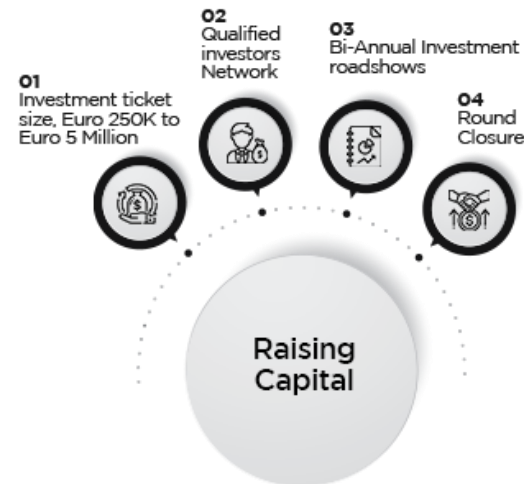 01
Investment ticket
size, Euro 250K to
Euro 5 Million
02
Qualified
investors
Network
03
Bi-Annual Investment
roadshows
04
Round
Closure
Raising
Capital